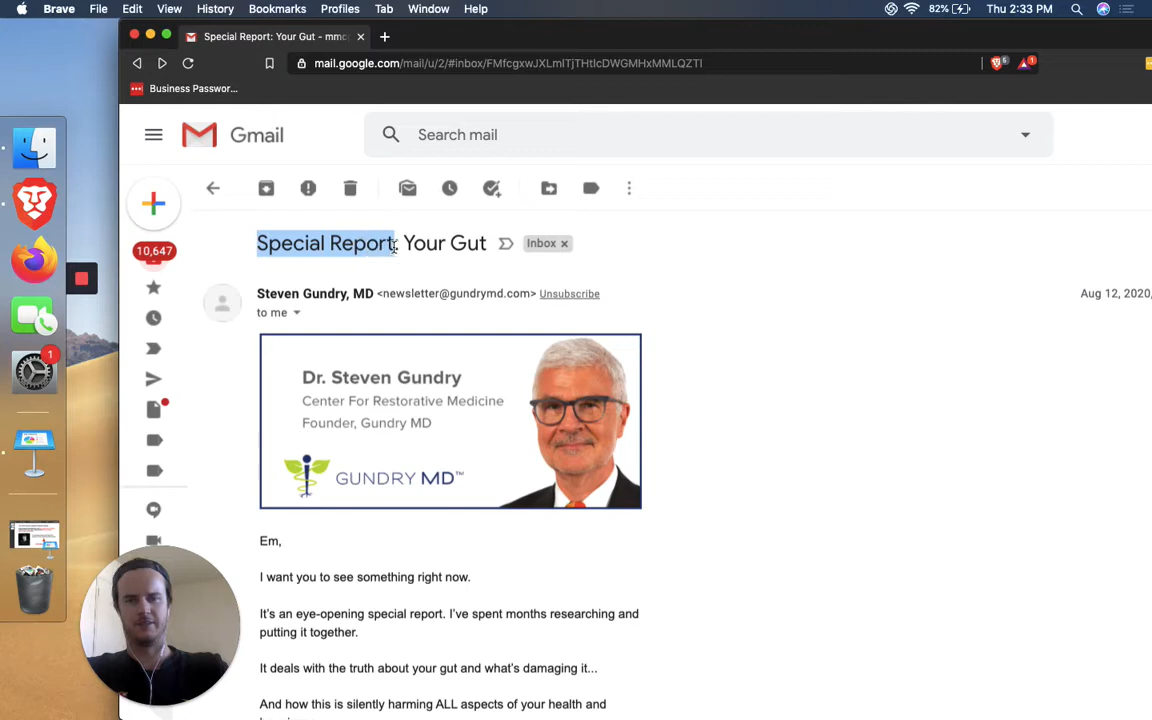 Brave File Edit View Bookmarks Profiles Tab Window Help 82% Thu 2:33 PM
Special Report: Your Gut - mmc
mail.google.com/mail/u/2/#inbox/FMfcgxwJXLmlTjTHtlcDWGMHxMMLQZTl
5
1
Business Passwor...
Gmail
Search mail
10,647
Special Report: Your Gut
Inbox
Steven Gundry, MD <newsletter@gundrymd.com> Unsubscribe
Aug 12, 2020,
to me
1
Dr. Steven Gundry
Center For Restorative Medicine
Founder, Gundry MD
GUNDRY MD™
Em,
I want you to see something right now.
It's an eye-opening special report. I've spent months researching and
putting it together.
It deals with the truth about your gut and what's damaging it...
And how this is silently harming ALL aspects of your health and